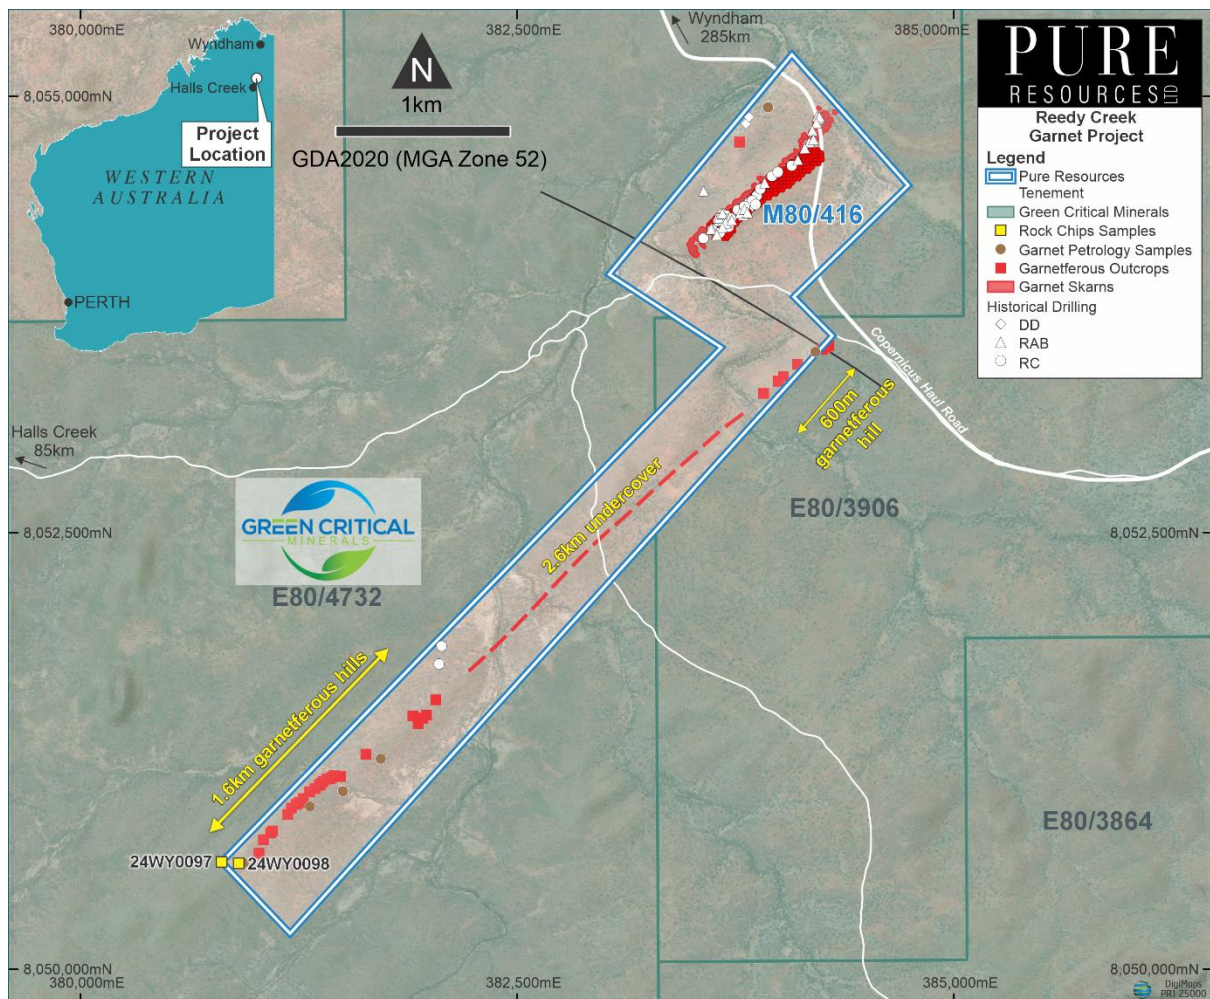 380,000mE
382,500mE
Wyndham
285km
385,000mE
8,055,000mN
Wyndham
Halls Creek
Project
Location
WESTERN
AUSTRALIA
PERTH
N
1km
GDA2020 (MGA Zone 52)
PURE
RESOURCES LTD
Reedy Creek
Garnet Project
Legend
Pure Resources
Tenement
Green Critical Minerals
Rock Chips Samples
Garnet Petrology Samples
Garnetferous Outcrops
Garnet Skarns
Historical Drilling
DD
RAB
RC
M80/416
Copernicus Haul Road
600m
garnetferous
hill
Halls Creek
85km
GREEN CRITICAL
MINERALS
E80/4732
2.6km undercover
E80/3906
8,052,500mN
8,052,500mN
1.6km garnetferous hills
E80/3864
24WY0097
24WY0098
8,050,000mN
380,000mE
382,500mE
385,000mE
8,050,000mN
DigiMaps
PR1 25000